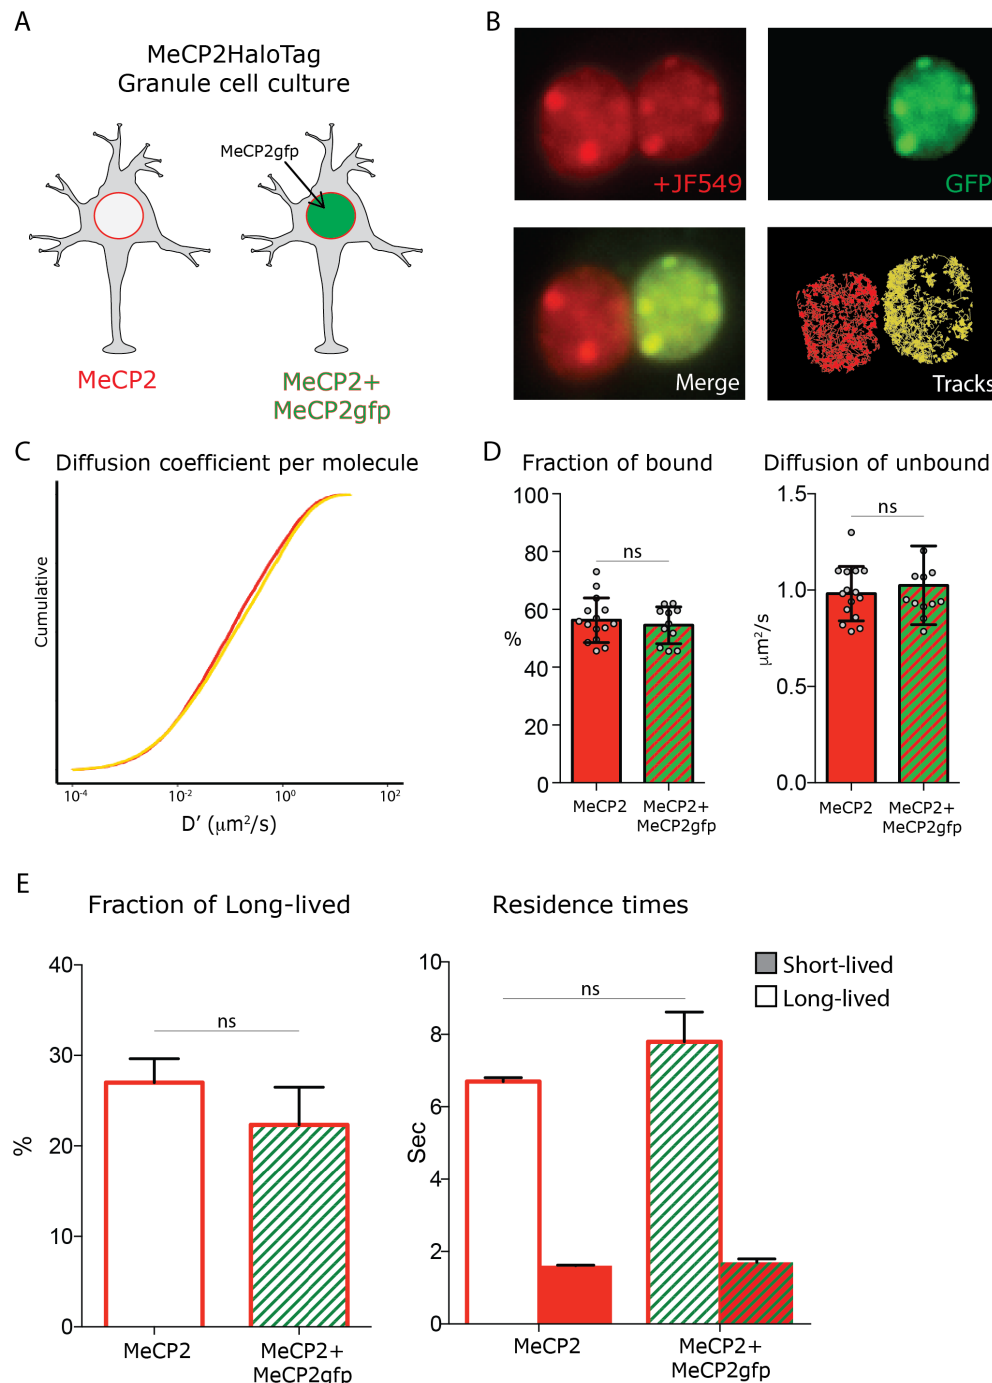 A
MeCP2HaloTag
Granule cell culture
MeCP2gfp
MeCP2
MeCP2+
MeCP2gfp
B
+JF549
GFP
Merge
Tracks
C
Diffusion coefficient per molecule
Cumulative
10⁻⁴
10⁻²
10⁰
10²
D’ (μm²/s)
D
Fraction of bound
100
80
60
40
20
0
%
ns
MeCP2
MeCP2+
MeCP2gfp
Diffusion of unbound
1.5
1.0
0.5
0.0
μm²/s
ns
MeCP2
MeCP2+
MeCP2gfp
E
Fraction of Long-lived
40
30
20
10
0
%
ns
MeCP2
MeCP2+
MeCP2gfp
Residence times
10
8
6
4
2
0
Sec
ns
MeCP2
MeCP2+
MeCP2gfp
Short-lived
Long-lived